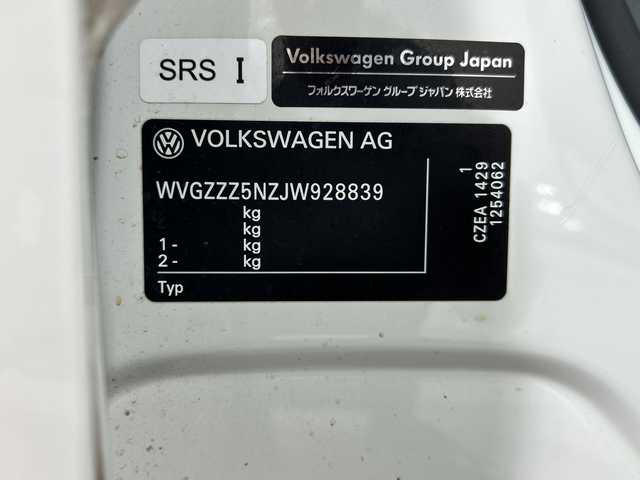 SRS I
Volkswagen Group Japan
フォルクスワーゲン グループ ジャパン 株式会社
VOLKSWAGEN AG
WVGZZZ5NZJW928839
kg
kg
1 - kg
2 - kg
Typ
1
CZEA 1429
1254062